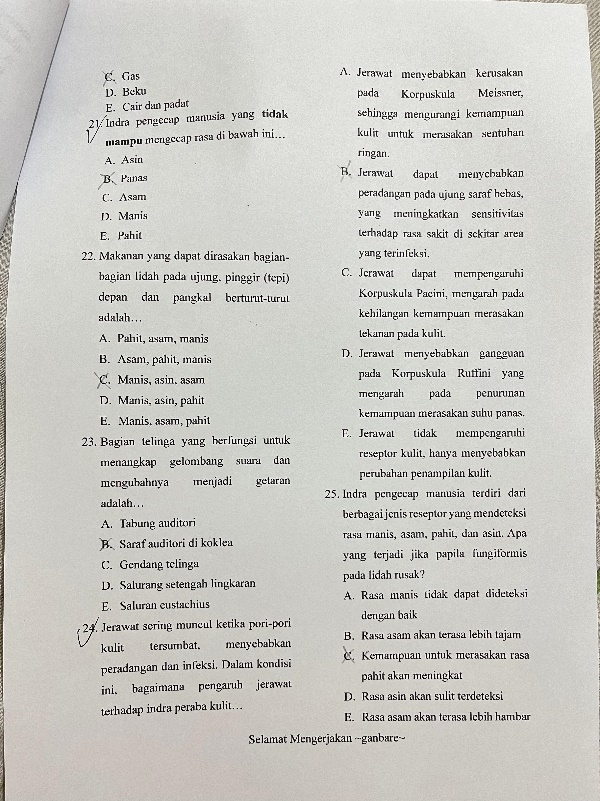 C. Gas
D. Beku
E. Cair dan padat
21. Indra pengecap manusia yang tidak
mampu mengecap rasa di bawah ini…
A. Asin
B. Panas
C. Asam
D. Manis
E. Pahit
22. Makanan yang dapat dirasakan bagian-
bagian lidah pada ujung, pinggir (tepi)
depan dan pangkal berturut-turut
adalah…
A. Pahit, asam, manis
B. Asam, pahit, manis
C. Manis, asin, asam
D. Manis, asin, pahit
E. Manis, asam, pahit
23. Bagian telinga yang berfungsi untuk
menangkap gelombang suara dan
mengubahnya menjadi getaran
adalah…
A. Tabung auditori
B. Saraf auditori di koklea
C. Gendang telinga
D. Salurang setengah lingkaran
E. Saluran eustachius
24. Jerawat sering muncul ketika pori-pori
kulit tersumbat, menyebabkan
peradangan dan infeksi. Dalam kondisi
ini, bagaimana pengaruh jerawat
terhadap indra peraba kulit…
A. Jerawat menyebabkan kerusakan
pada Korpuskula Meissner,
sehingga mengurangi kemampuan
kulit untuk merasakan sentuhan
ringan.
B. Jerawat dapat menyebabkan
peradangan pada ujung saraf bebas,
yang meningkatkan sensitivitas
terhadap rasa sakit di sekitar area
yang terinfeksi.
C. Jerawat dapat mempengaruhi
Korpuskula Pacini, mengarah pada
kehilangan kemampuan merasakan
tekanan pada kulit.
D. Jerawat menyebabkan gangguan
pada Korpuskula Ruffini yang
mengarah pada penurunan
kemampuan merasakan suhu panas.
E. Jerawat tidak mempengaruhi
reseptor kulit, hanya menyebabkan
perubahan penampilan kulit.
25. Indra pengecap manusia terdiri dari
berbagai jenis reseptor yang mendeteksi
rasa manis, asam, pahit, dan asin. Apa
yang terjadi jika papila fungiformis
pada lidah rusak?
A. Rasa manis tidak dapat dideteksi
dengan baik
B. Rasa asam akan terasa lebih tajam
C. Kemampuan untuk merasakan rasa
pahit akan meningkat
D. Rasa asin akan sulit terdeteksi
E. Rasa asam akan terasa lebih hambar
Selamat Mengerjakan ~ganbare~